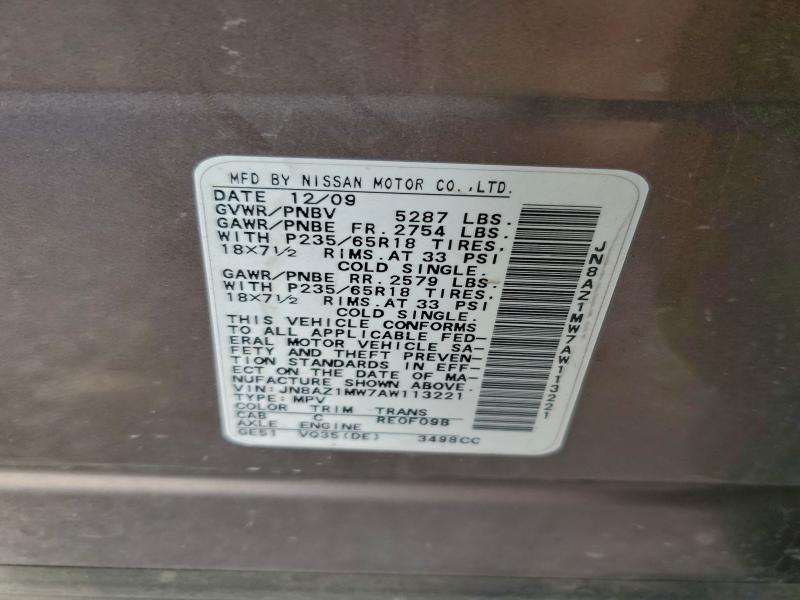 MFD BY NISSAN MOTOR CO.,LTD.
DATE 12/09
GVWR/PNBV 5287 LBS.
GAWR/PNBE FR. 2754 LBS.
WITH P235/65R18 TIRES,
18×7½ RIMS.AT 33 PSI
COLD SINGLE.
GAWR/PNBE RR. 2579 LBS.
WITH P235/65R18 TIRES,
18×7½ RIMS.AT 33 PSI
COLD SINGLE.
THIS VEHICLE CONFORMS
TO ALL APPLICABLE FED-
ERAL MOTOR VEHICLE SA-
FETY AND THEFT PREVEN-
TION STANDARDS IN EFF-
ECT ON THE DATE OF MA-
NUFACTURE SHOWN ABOVE.
VIN:JN8AZ1MW7AW113221
TYPE: MPV
COLOR TRIM TRANS
CAB C RE0F09B
AXLE ENGINE
GE51 VQ35(DE) 3498CC
JN8AZ1MW7AW113221